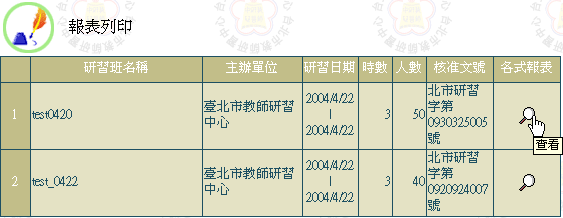 報表列印
研習班名稱 主辦單位 研習日期 時數 人數 核准文號 各式報表
1 test0420 臺北市教師研習中心 2004/4/22 | 2004/4/22 3 50 北市研習字第0930325005號
查看
2 test_0422 臺北市教師研習中心 2004/4/22 | 2004/4/22 3 40 北市研習字第0920924007號